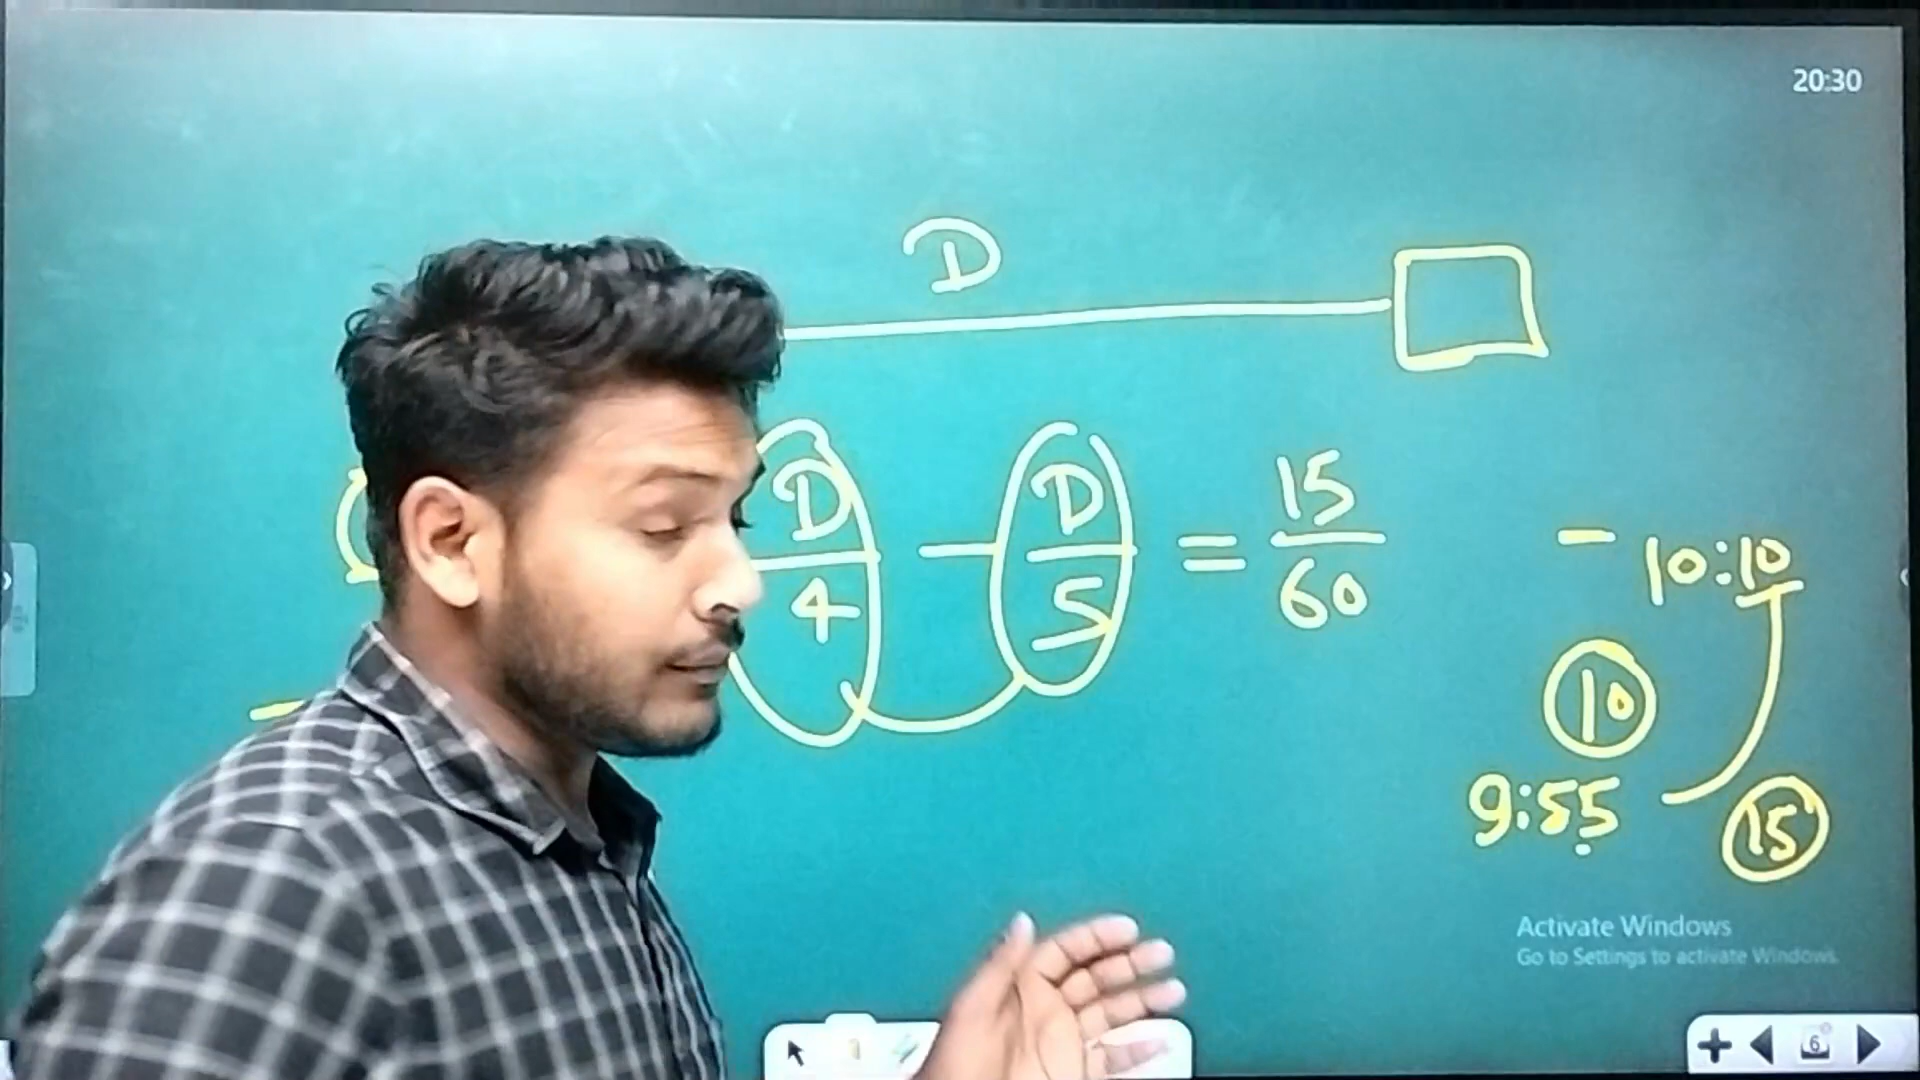 20:30
D
D/4 - D/5 = 15/60
- 10:10
10
9:55
15
Activate Windows
Go to Settings to activate Windows.
6